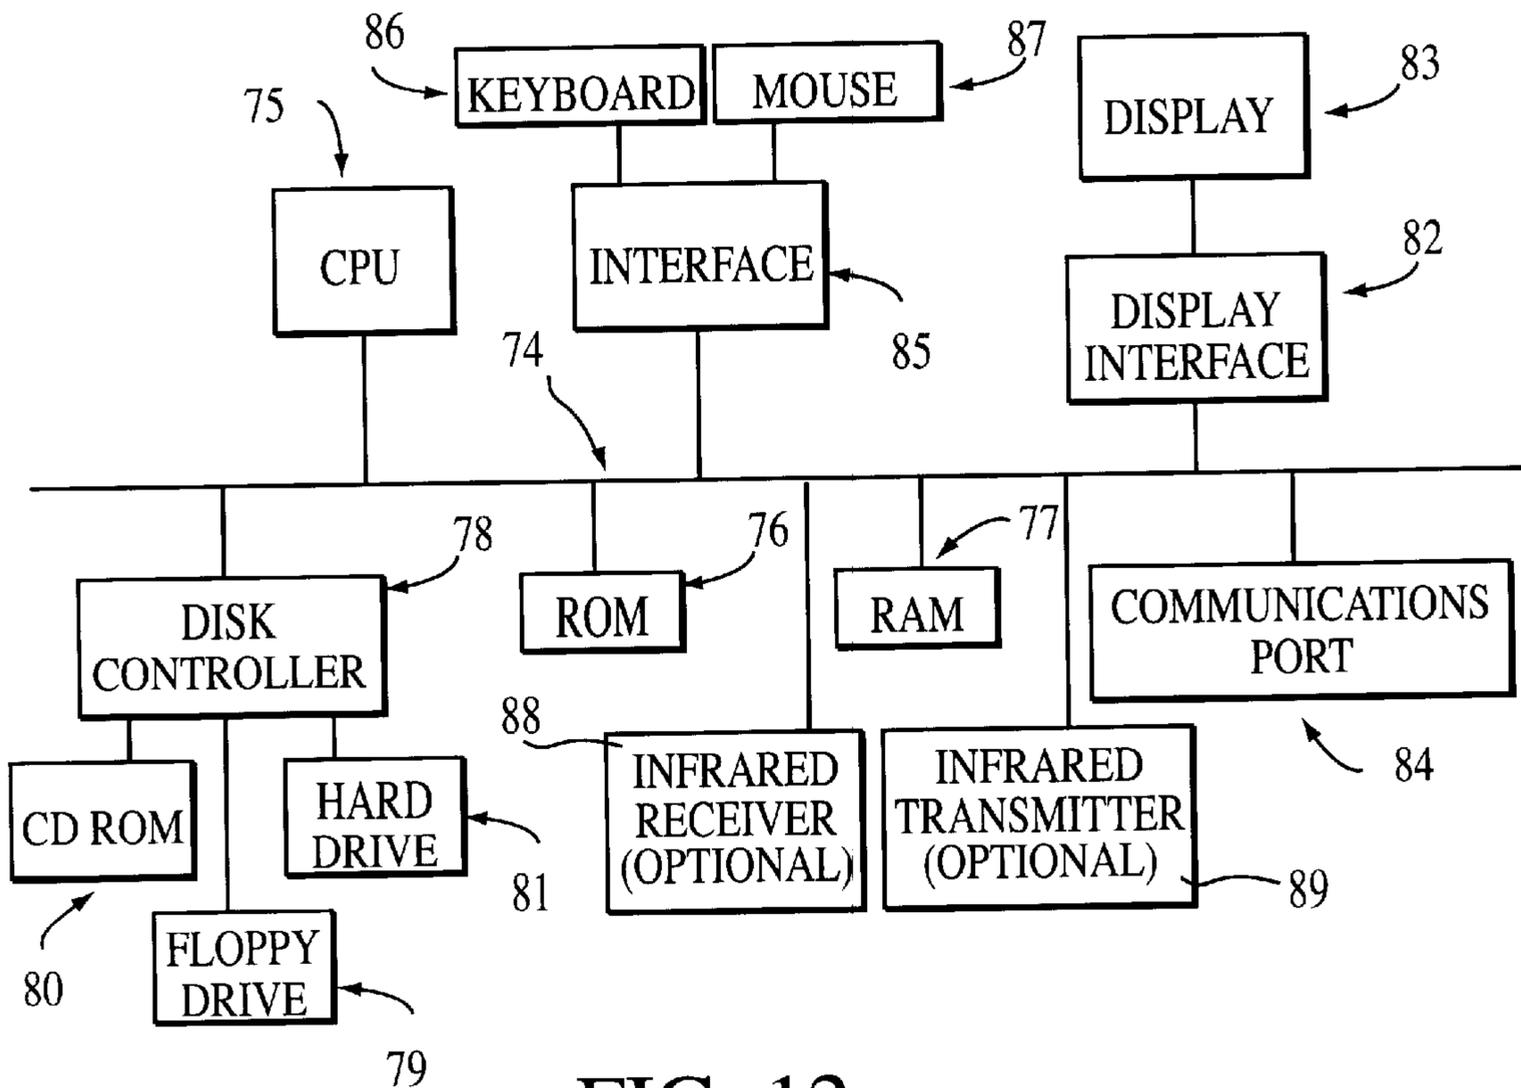 86
KEYBOARD
MOUSE
87
75
DISPLAY
83
CPU
INTERFACE
85
82
DISPLAY
INTERFACE
74
78
DISK
CONTROLLER
76
ROM
77
RAM
COMMUNICATIONS
PORT
84
88
INFRARED
RECEIVER
(OPTIONAL)
INFRARED
TRANSMITTER
(OPTIONAL)
89
CD ROM
80
HARD
DRIVE
81
FLOPPY
DRIVE
79